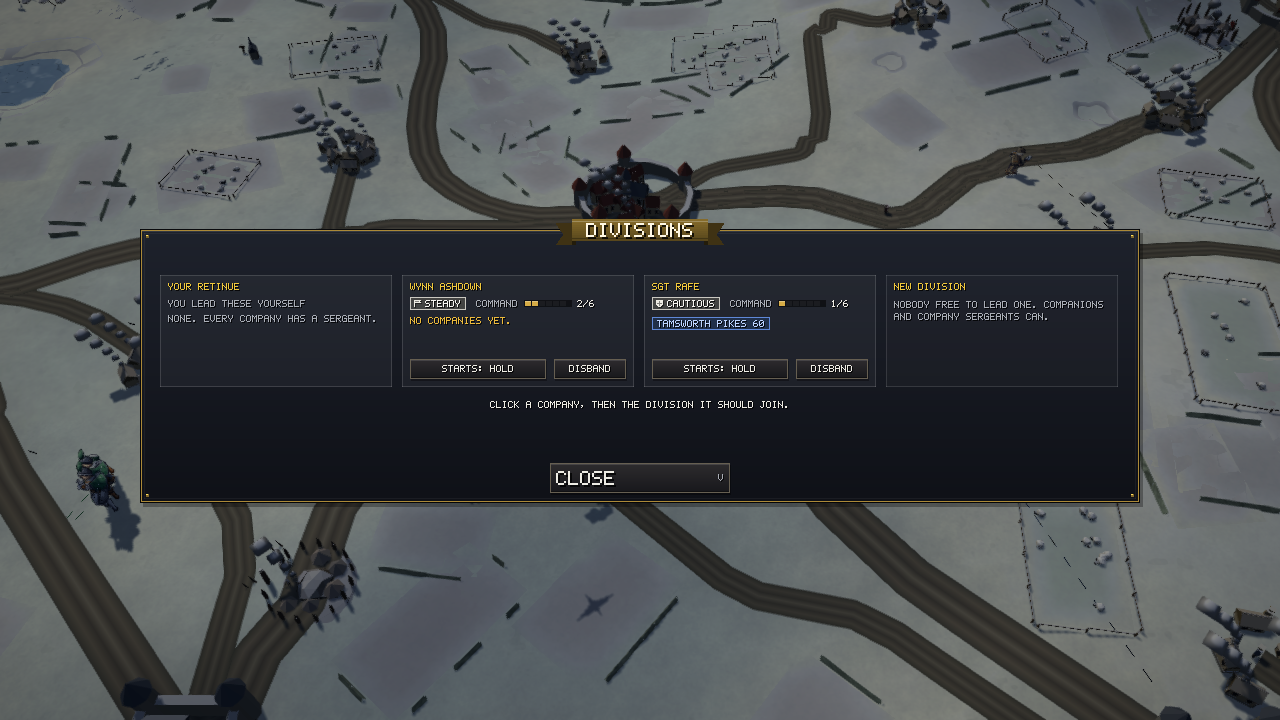 DIVISIONS
YOUR RETINUE
YOU LEAD THESE YOURSELF
NONE. EVERY COMPANY HAS A SERGEANT.
WYNN ASHDOWN
STEADY COMMAND 2/6
NO COMPANIES YET.
STARTS: HOLD DISBAND
SGT RAFE
CAUTIOUS COMMAND 1/6
TAMSWORTH PIKES 60
STARTS: HOLD DISBAND
NEW DIVISION
NOBODY FREE TO LEAD ONE. COMPANIONS
AND COMPANY SERGEANTS CAN.
CLICK A COMPANY, THEN THE DIVISION IT SHOULD JOIN.
CLOSE V